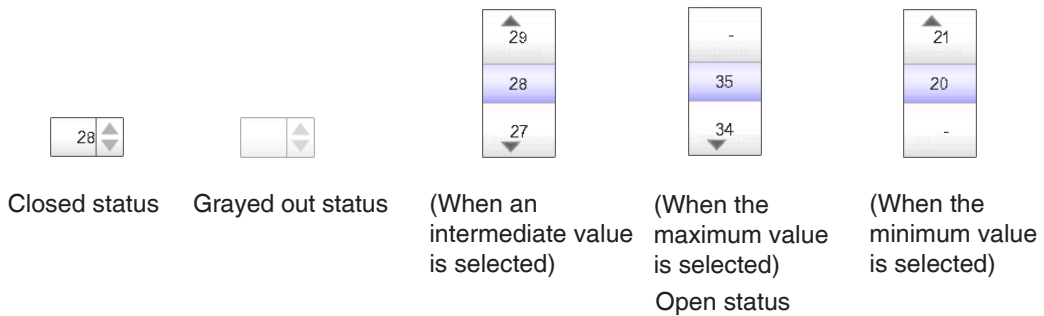 29
28
27
-
35
34
21
20
-
28
Closed status
Grayed out status
(When an
intermediate value
is selected)
(When the
maximum value
is selected)
(When the
minimum value
is selected)
Open status